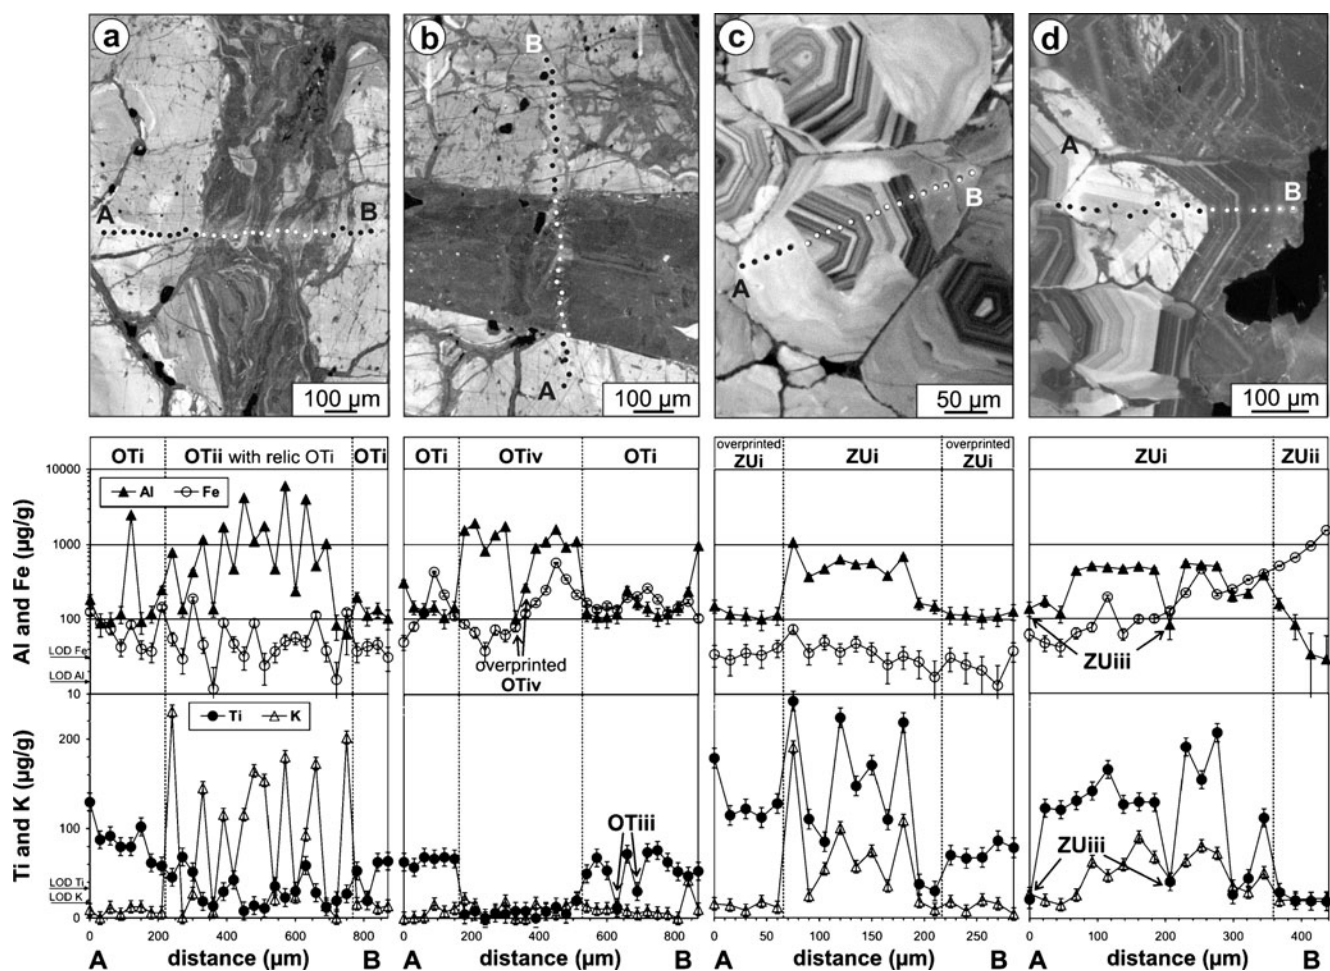 a
b
c
d
A
B
B
A
A
B
A
B
100 µm
100 µm
50 µm
100 µm
OTi
OTii with relic OTi
OTi
OTi
OTiv
OTi
overprinted
ZUi
ZUi
overprinted
ZUi
ZUi
ZUii
Al and Fe (µg/g)
10000
1000
100
10
LOD Fe
LOD Al
Al
Fe
overprinted
OTiv
ZUiii
Ti and K (µg/g)
200
100
0
LOD Ti
LOD K
Ti
K
OTiii
ZUiii
0 200 400 600 800
0 200 400 600 800
0 50 100 150 200 250
0 100 200 300 400
A distance (µm) B
A distance (µm) B
A distance (µm) B
A distance (µm) B